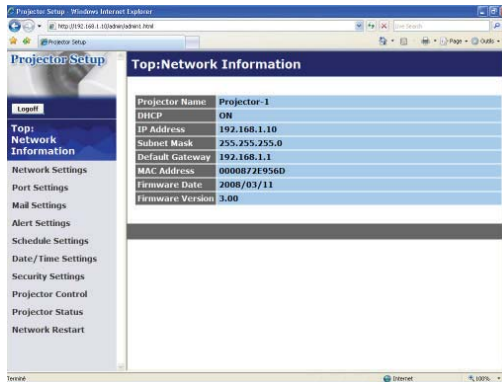 Projector Setup - Windows Internet Explorer
http://192.168.1.10/admin/admin1.html
Live Search
Projector Setup
Page
Outils
Projector Setup
Logoff
Top:
Network
Information
Network Settings
Port Settings
Mail Settings
Alert Settings
Schedule Settings
Date/Time Settings
Security Settings
Projector Control
Projector Status
Network Restart
Top:Network Information
Projector Name Projector-1
DHCP ON
IP Address 192.168.1.10
Subnet Mask 255.255.255.0
Default Gateway 192.168.1.1
MAC Address 0000872E956D
Firmware Date 2008/03/11
Firmware Version 3.00
Terminé
Internet
100%